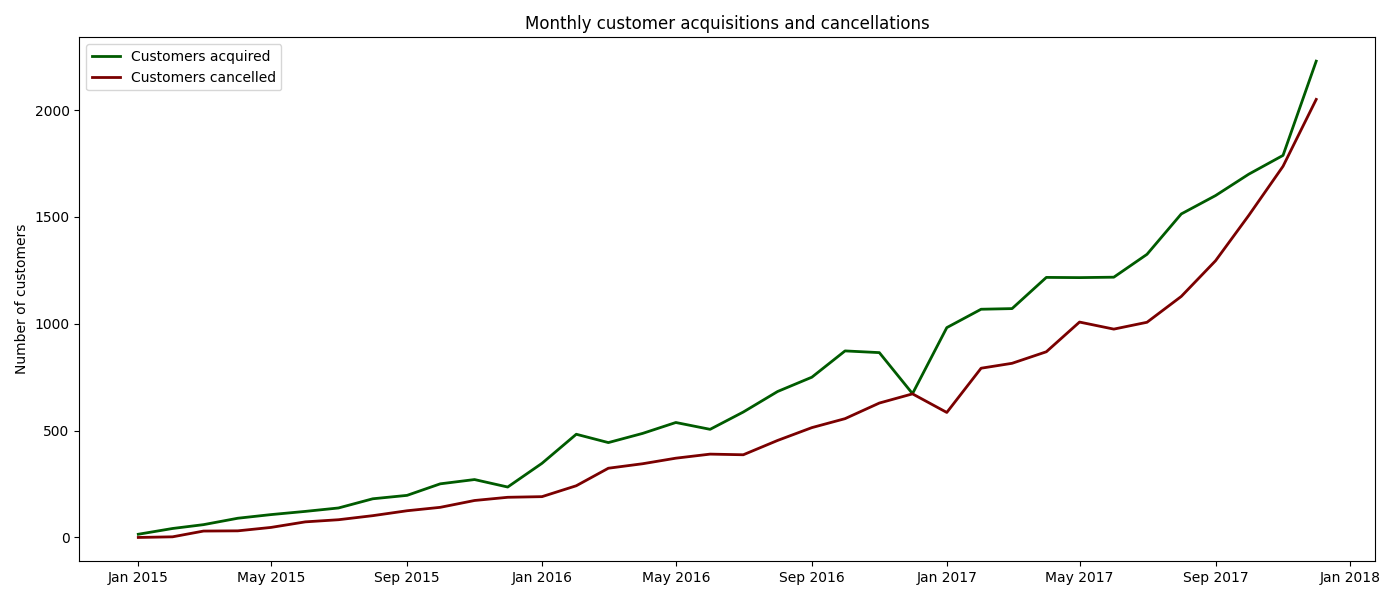 Monthly customer acquisitions and cancellations
Customers acquired
Customers cancelled
Number of customers
2000
1500
1000
500
0
Jan 2015
May 2015
Sep 2015
Jan 2016
May 2016
Sep 2016
Jan 2017
May 2017
Sep 2017
Jan 2018